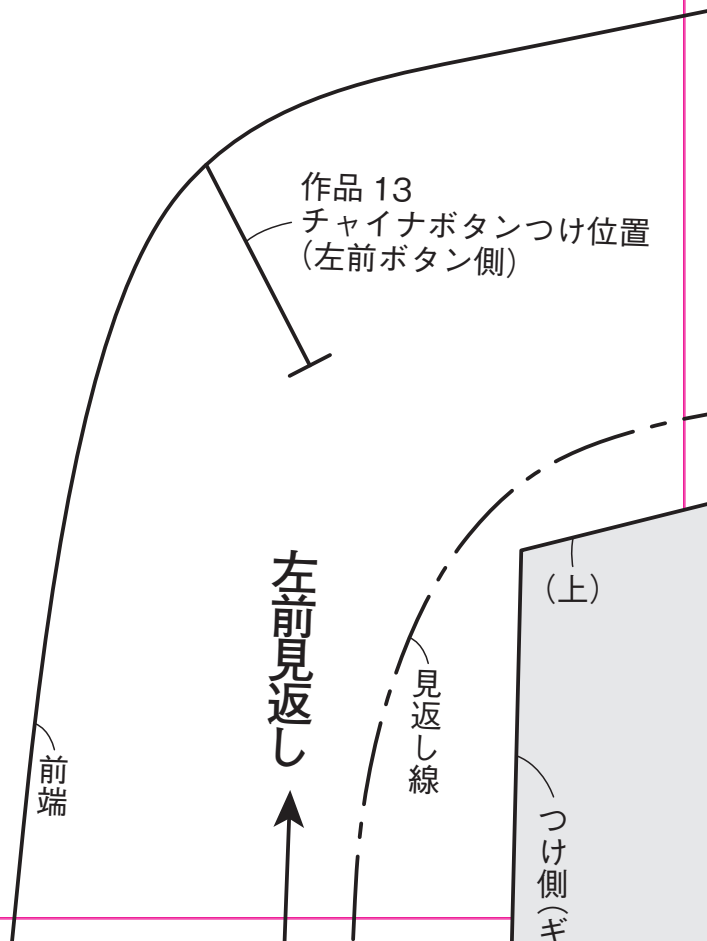 作品 13
チャイナボタンつけ位置
(左前ボタン側)
左前見返し
(上)
見返し線
前端
つけ側(ギ